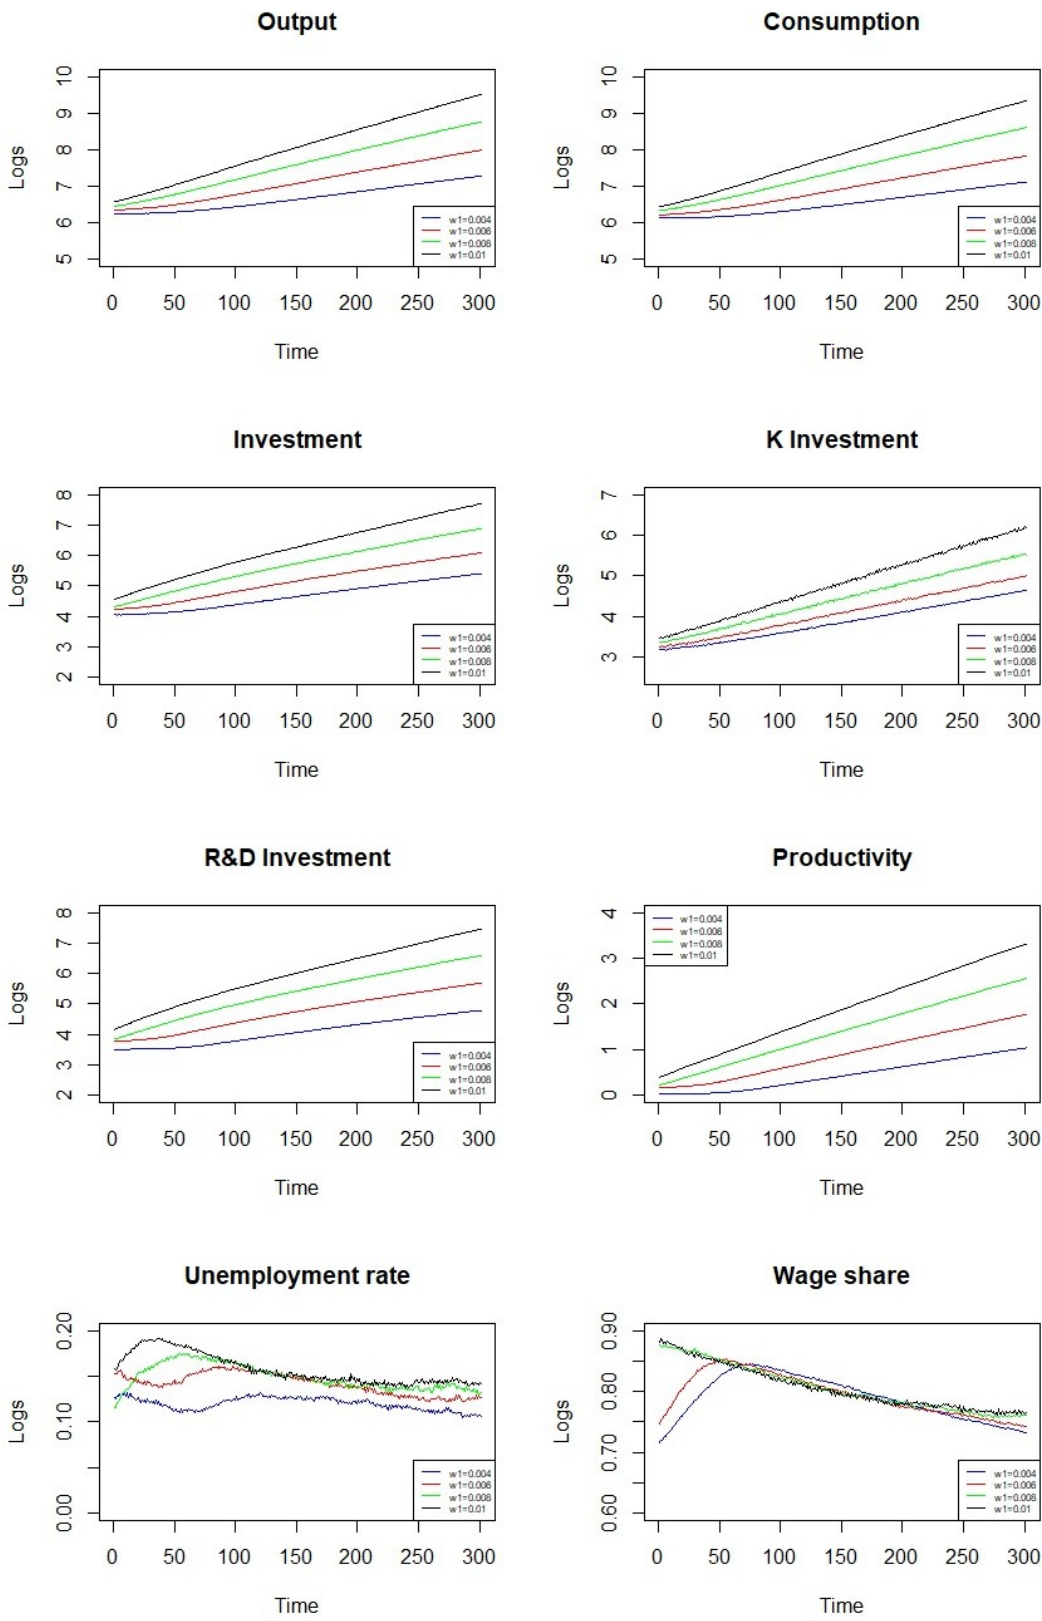 Output
Logs
5 6 7 8 9 10
w1=0.004
w1=0.006
w1=0.008
w1=0.01
0 50 100 150 200 250 300
Time
Consumption
Logs
5 6 7 8 9 10
w1=0.004
w1=0.006
w1=0.008
w1=0.01
0 50 100 150 200 250 300
Time
Investment
Logs
2 3 4 5 6 7 8
w1=0.004
w1=0.006
w1=0.008
w1=0.01
0 50 100 150 200 250 300
Time
K Investment
Logs
3 4 5 6 7
w1=0.004
w1=0.006
w1=0.008
w1=0.01
0 50 100 150 200 250 300
Time
R&D Investment
Logs
2 3 4 5 6 7 8
w1=0.004
w1=0.006
w1=0.008
w1=0.01
0 50 100 150 200 250 300
Time
Productivity
Logs
0 1 2 3 4
w1=0.004
w1=0.006
w1=0.008
w1=0.01
0 50 100 150 200 250 300
Time
Unemployment rate
Logs
0.00 0.10 0.20
w1=0.004
w1=0.006
w1=0.008
w1=0.01
0 50 100 150 200 250 300
Time
Wage share
Logs
0.60 0.70 0.80 0.90
w1=0.004
w1=0.006
w1=0.008
w1=0.01
0 50 100 150 200 250 300
Time